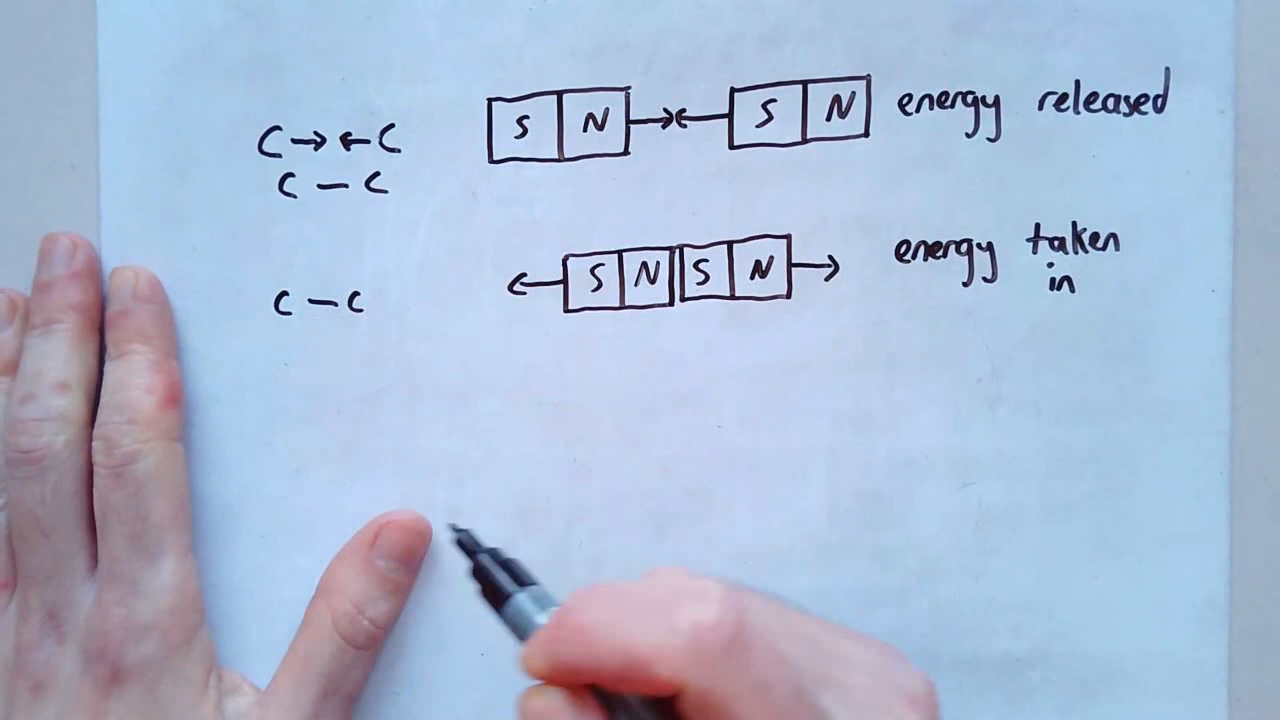 C → ← C S N → ← S N energy released
C — C
← S N S N → energy taken
in
C — C